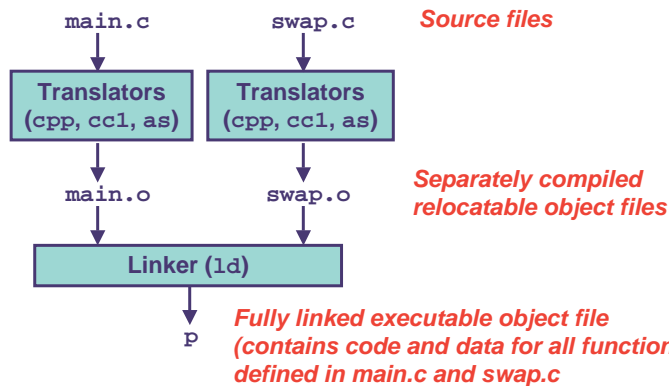 main.c swap.c Source files
Translators Translators
(cpp, cc1, as) (cpp, cc1, as)
main.o swap.o
Separately compiled
relocatable object files
Linker (ld)
p
Fully linked executable object file
(contains code and data for all function
defined in main.c and swap.c